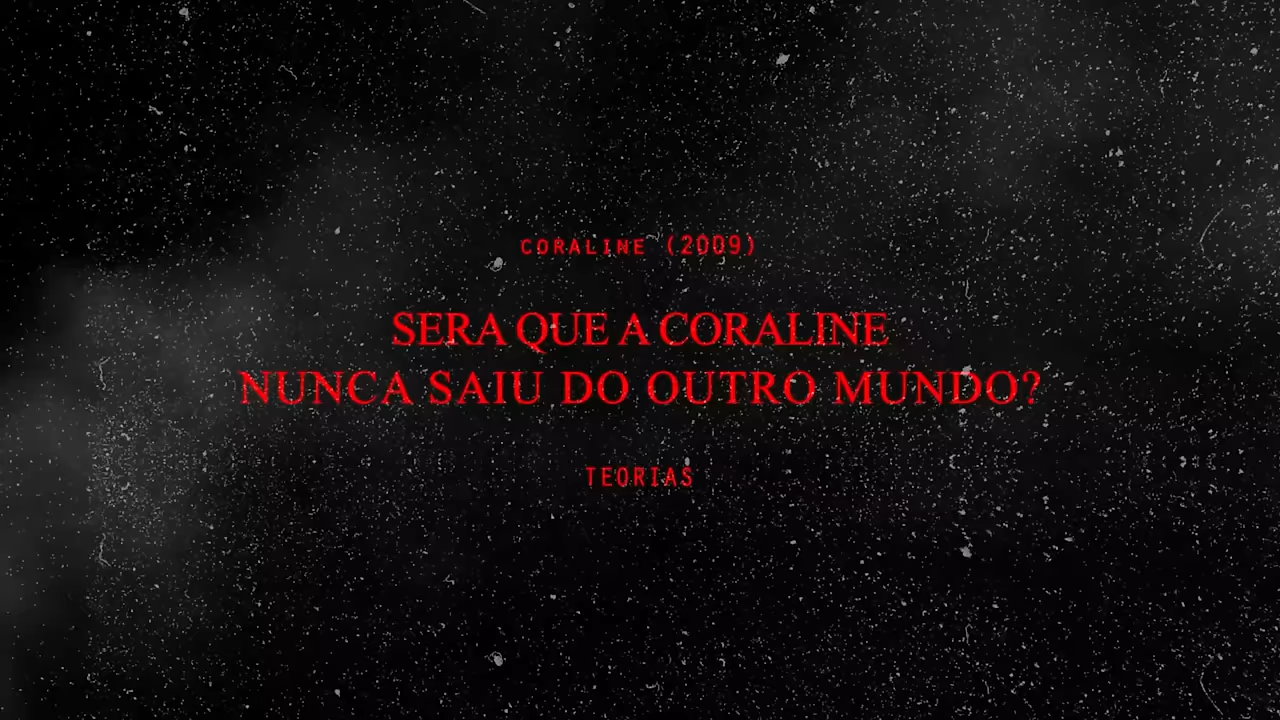 CORALINE (2009)
SERA QUE A CORALINE
NUNCA SAIU DO OUTRO MUNDO?
TEORIAS